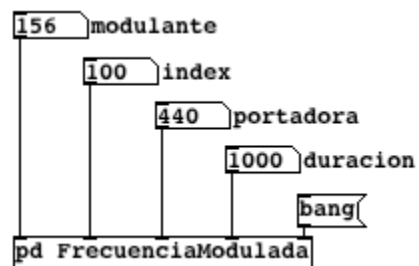 156 modulante
100 index
440 portadora
1000 duracion
bang
pd FrecuenciaModulada